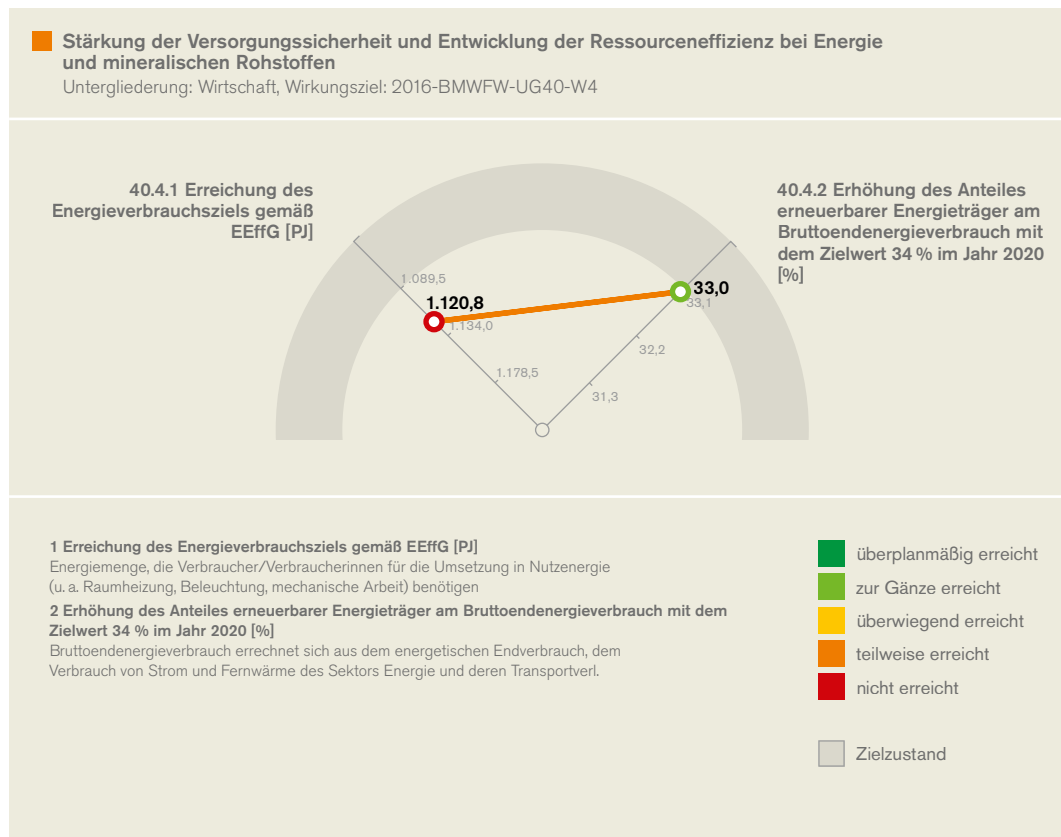 Stärkung der Versorgungssicherheit und Entwicklung der Ressourceneffizienz bei Energie
und mineralischen Rohstoffen
Untergliederung: Wirtschaft, Wirkungsziel: 2016-BMWFW-UG40-W4
40.4.1 Erreichung des
Energieverbrauchsziels gemäß
EEffG [PJ]
40.4.2 Erhöhung des Anteiles
erneuerbarer Energieträger am
Bruttoendenergieverbrauch mit
dem Zielwert 34 % im Jahr 2020
[%]
1.089,5
1.120,8
1.134,0
1.178,5
33,0
33,1
32,2
31,3
1 Erreichung des Energieverbrauchsziels gemäß EEffG [PJ]
Energiemenge, die Verbraucher/Verbraucherinnen für die Umsetzung in Nutzenergie
(u. a. Raumheizung, Beleuchtung, mechanische Arbeit) benötigen
2 Erhöhung des Anteiles erneuerbarer Energieträger am Bruttoendenergieverbrauch mit dem
Zielwert 34 % im Jahr 2020 [%]
Bruttoendenergieverbrauch errechnet sich aus dem energetischen Endverbrauch, dem
Verbrauch von Strom und Fernwärme des Sektors Energie und deren Transportverl.
überplanmäßig erreicht
zur Gänze erreicht
überwiegend erreicht
teilweise erreicht
nicht erreicht
Zielzustand